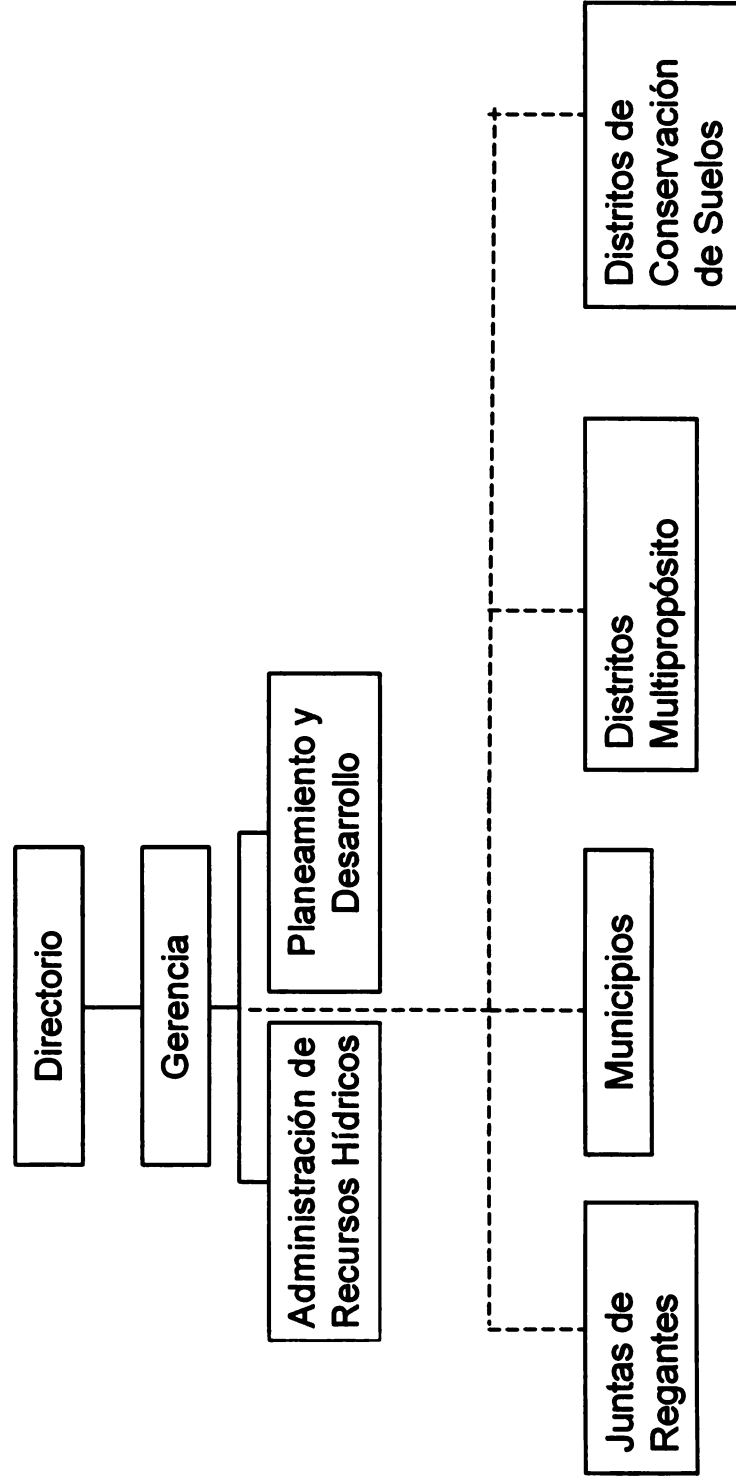 Directorio
Gerencia
Administración de
Recursos Hídricos
Planeamiento y
Desarrollo
Juntas de
Regantes
Municipios
Distritos
Multipropósito
Distritos de
Conservación
de Suelos